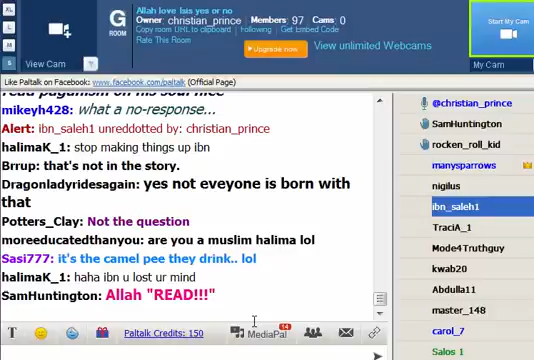 XL
L
M
S
View Cam
G
ROOM
Allah love lais yes or no
Owner: christian_prince | Members: 97 Cams: 0
Copy room URL to clipboard | Following | Get Embed Code
Rate This Room
Upgrade now
View unlimited Webcams
Start My Cam
My Cam
Like Paltalk on Facebook: www.facebook.com/paltalk (Official Page)
mikeyh428: what a no-response...
Alert: ibn_saleh1 unreddotted by: christian_prince
halimaK_1: stop making things up ibn
Brrup: that's not in the story.
Dragonladyridesagain: yes not eveyone is born with
that
Potters_Clay: Not the question
moreeducatedthanyou: are you a muslim halima lol
Sasi777: it's the camel pee they drink.. lol
halimaK_1: haha ibn u lost ur mind
SamHuntington: Allah "READ!!!"
T
Paltalk Credits: 150
MediaPal
14
@christian_prince
SamHuntington
rocken_roll_kid
manysparrows
nigilus
ibn_saleh1
TraciA_1
Mode4Truthguy
kwab20
Abdulla11
master_148
carol_7
Salos 1